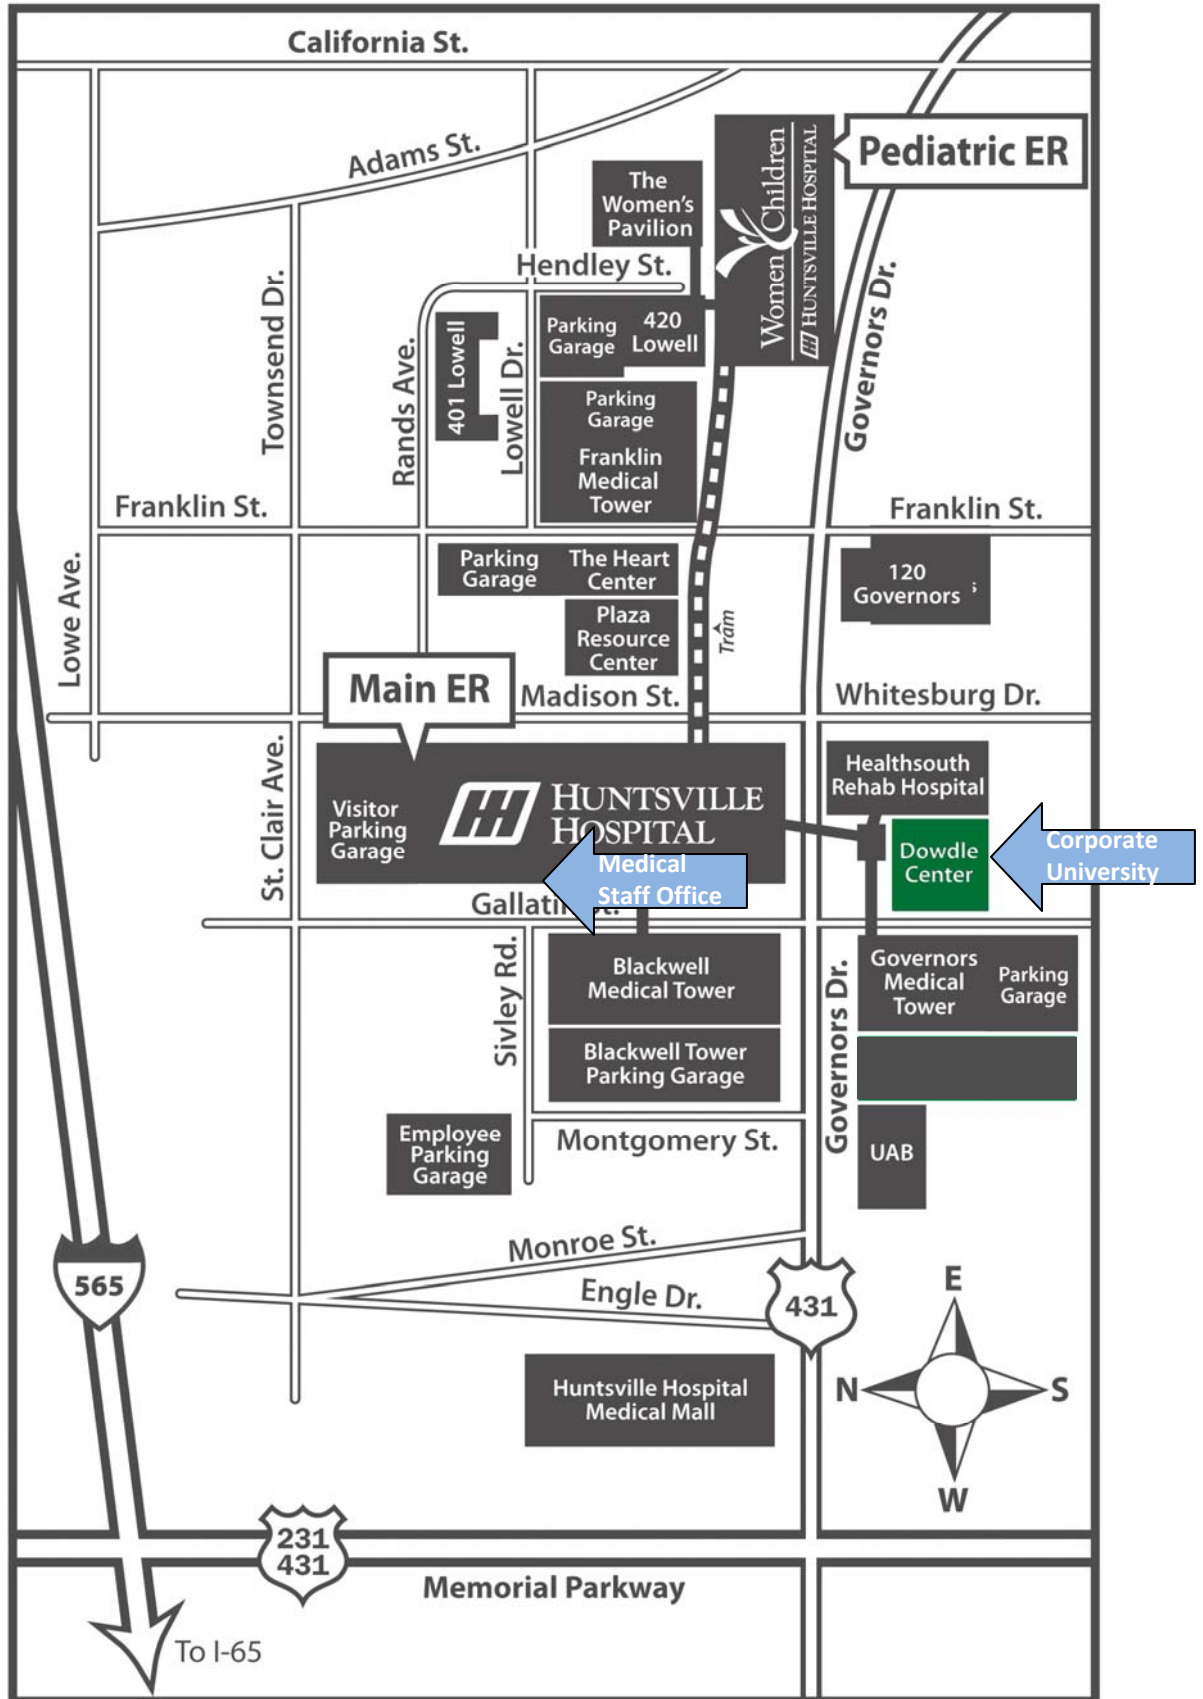 California St.
Adams St.
Pediatric ER
The
Women's
Pavilion
Women Children
HUNTSVILLE HOSPITAL
Hendley St.
Governors Dr.
Townsend Dr.
Rands Ave.
401 Lowell
Lowell Dr.
Parking
Garage
420
Lowell
Parking
Garage
Franklin
Medical
Tower
Franklin St.
Franklin St.
Lowe Ave.
Parking
Garage
The Heart
Center
Plaza
Resource
Center
Tram
120
Governors
s
Main ER
Madison St.
Whitesburg Dr.
St. Clair Ave.
Visitor
Parking
Garage
HUNTSVILLE
HOSPITAL
Healthsouth
Rehab Hospital
Dowdle
Center
Corporate
University
Medical
Staff Office
Gallatin St.
Sivley Rd.
Blackwell
Medical Tower
Governors Dr.
Governors
Medical
Tower
Parking
Garage
Blackwell Tower
Parking Garage
Employee
Parking
Garage
Montgomery St.
UAB
Monroe St.
Engle Dr.
565
431
E
N
S
W
Huntsville Hospital
Medical Mall
231
431
Memorial Parkway
To I-65